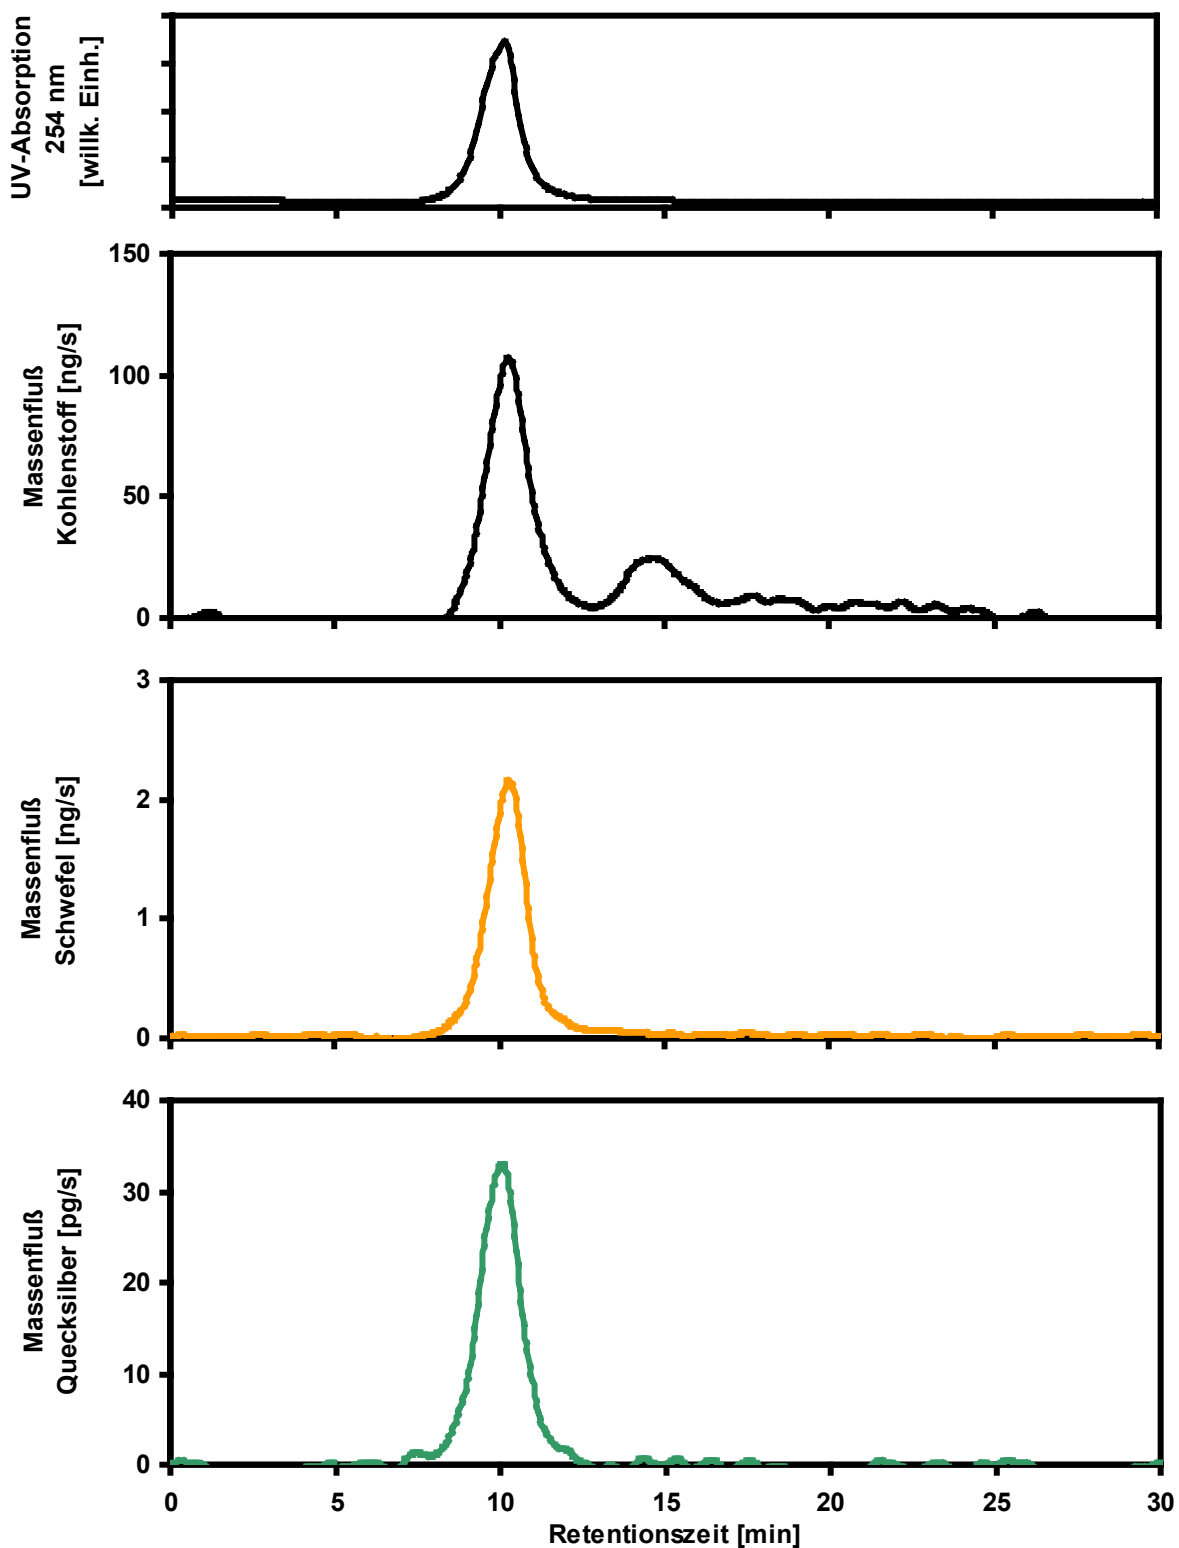 UV-Absorption
254 nm
[willk. Einh.]
150
100
50
0
Massenfluß
Kohlenstoff [ng/s]
3
2
1
0
Massenfluß
Schwefel [ng/s]
40
30
20
10
0
Massenfluß
Quecksilber [pg/s]
0 5 10 15 20 25 30
Retentionszeit [min]